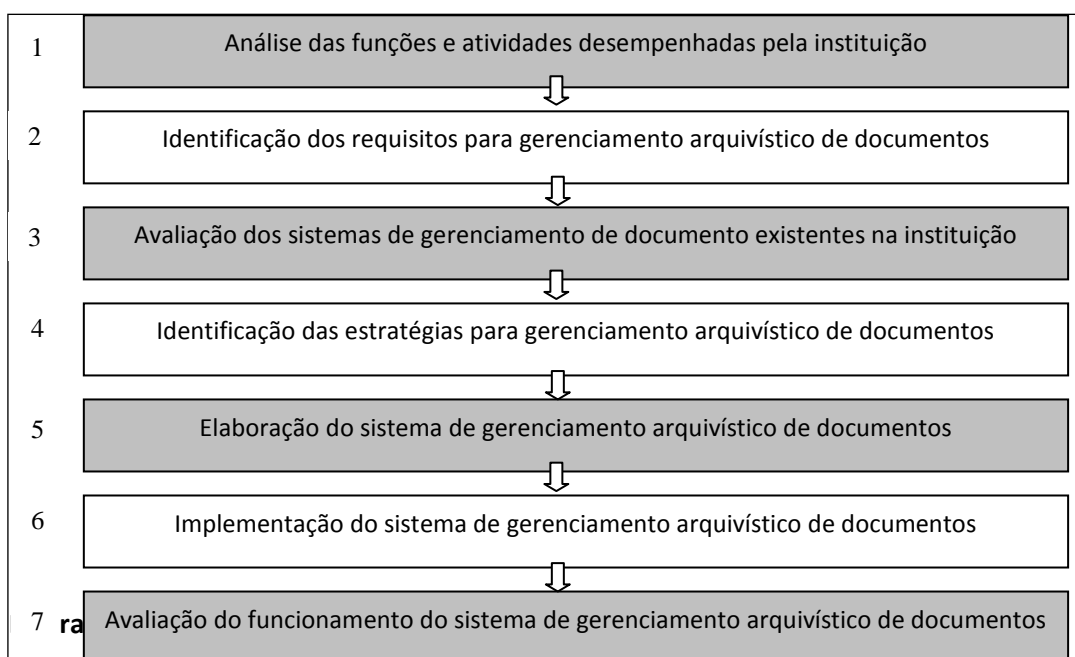 1 Análise das funções e atividades desempenhadas pela instituição
2 Identificação dos requisitos para gerenciamento arquivístico de documentos
3 Avaliação dos sistemas de gerenciamento de documento existentes na instituição
4 Identificação das estratégias para gerenciamento arquivístico de documentos
5 Elaboração do sistema de gerenciamento arquivístico de documentos
6 Implementação do sistema de gerenciamento arquivístico de documentos
7 ra Avaliação do funcionamento do sistema de gerenciamento arquivístico de documentos